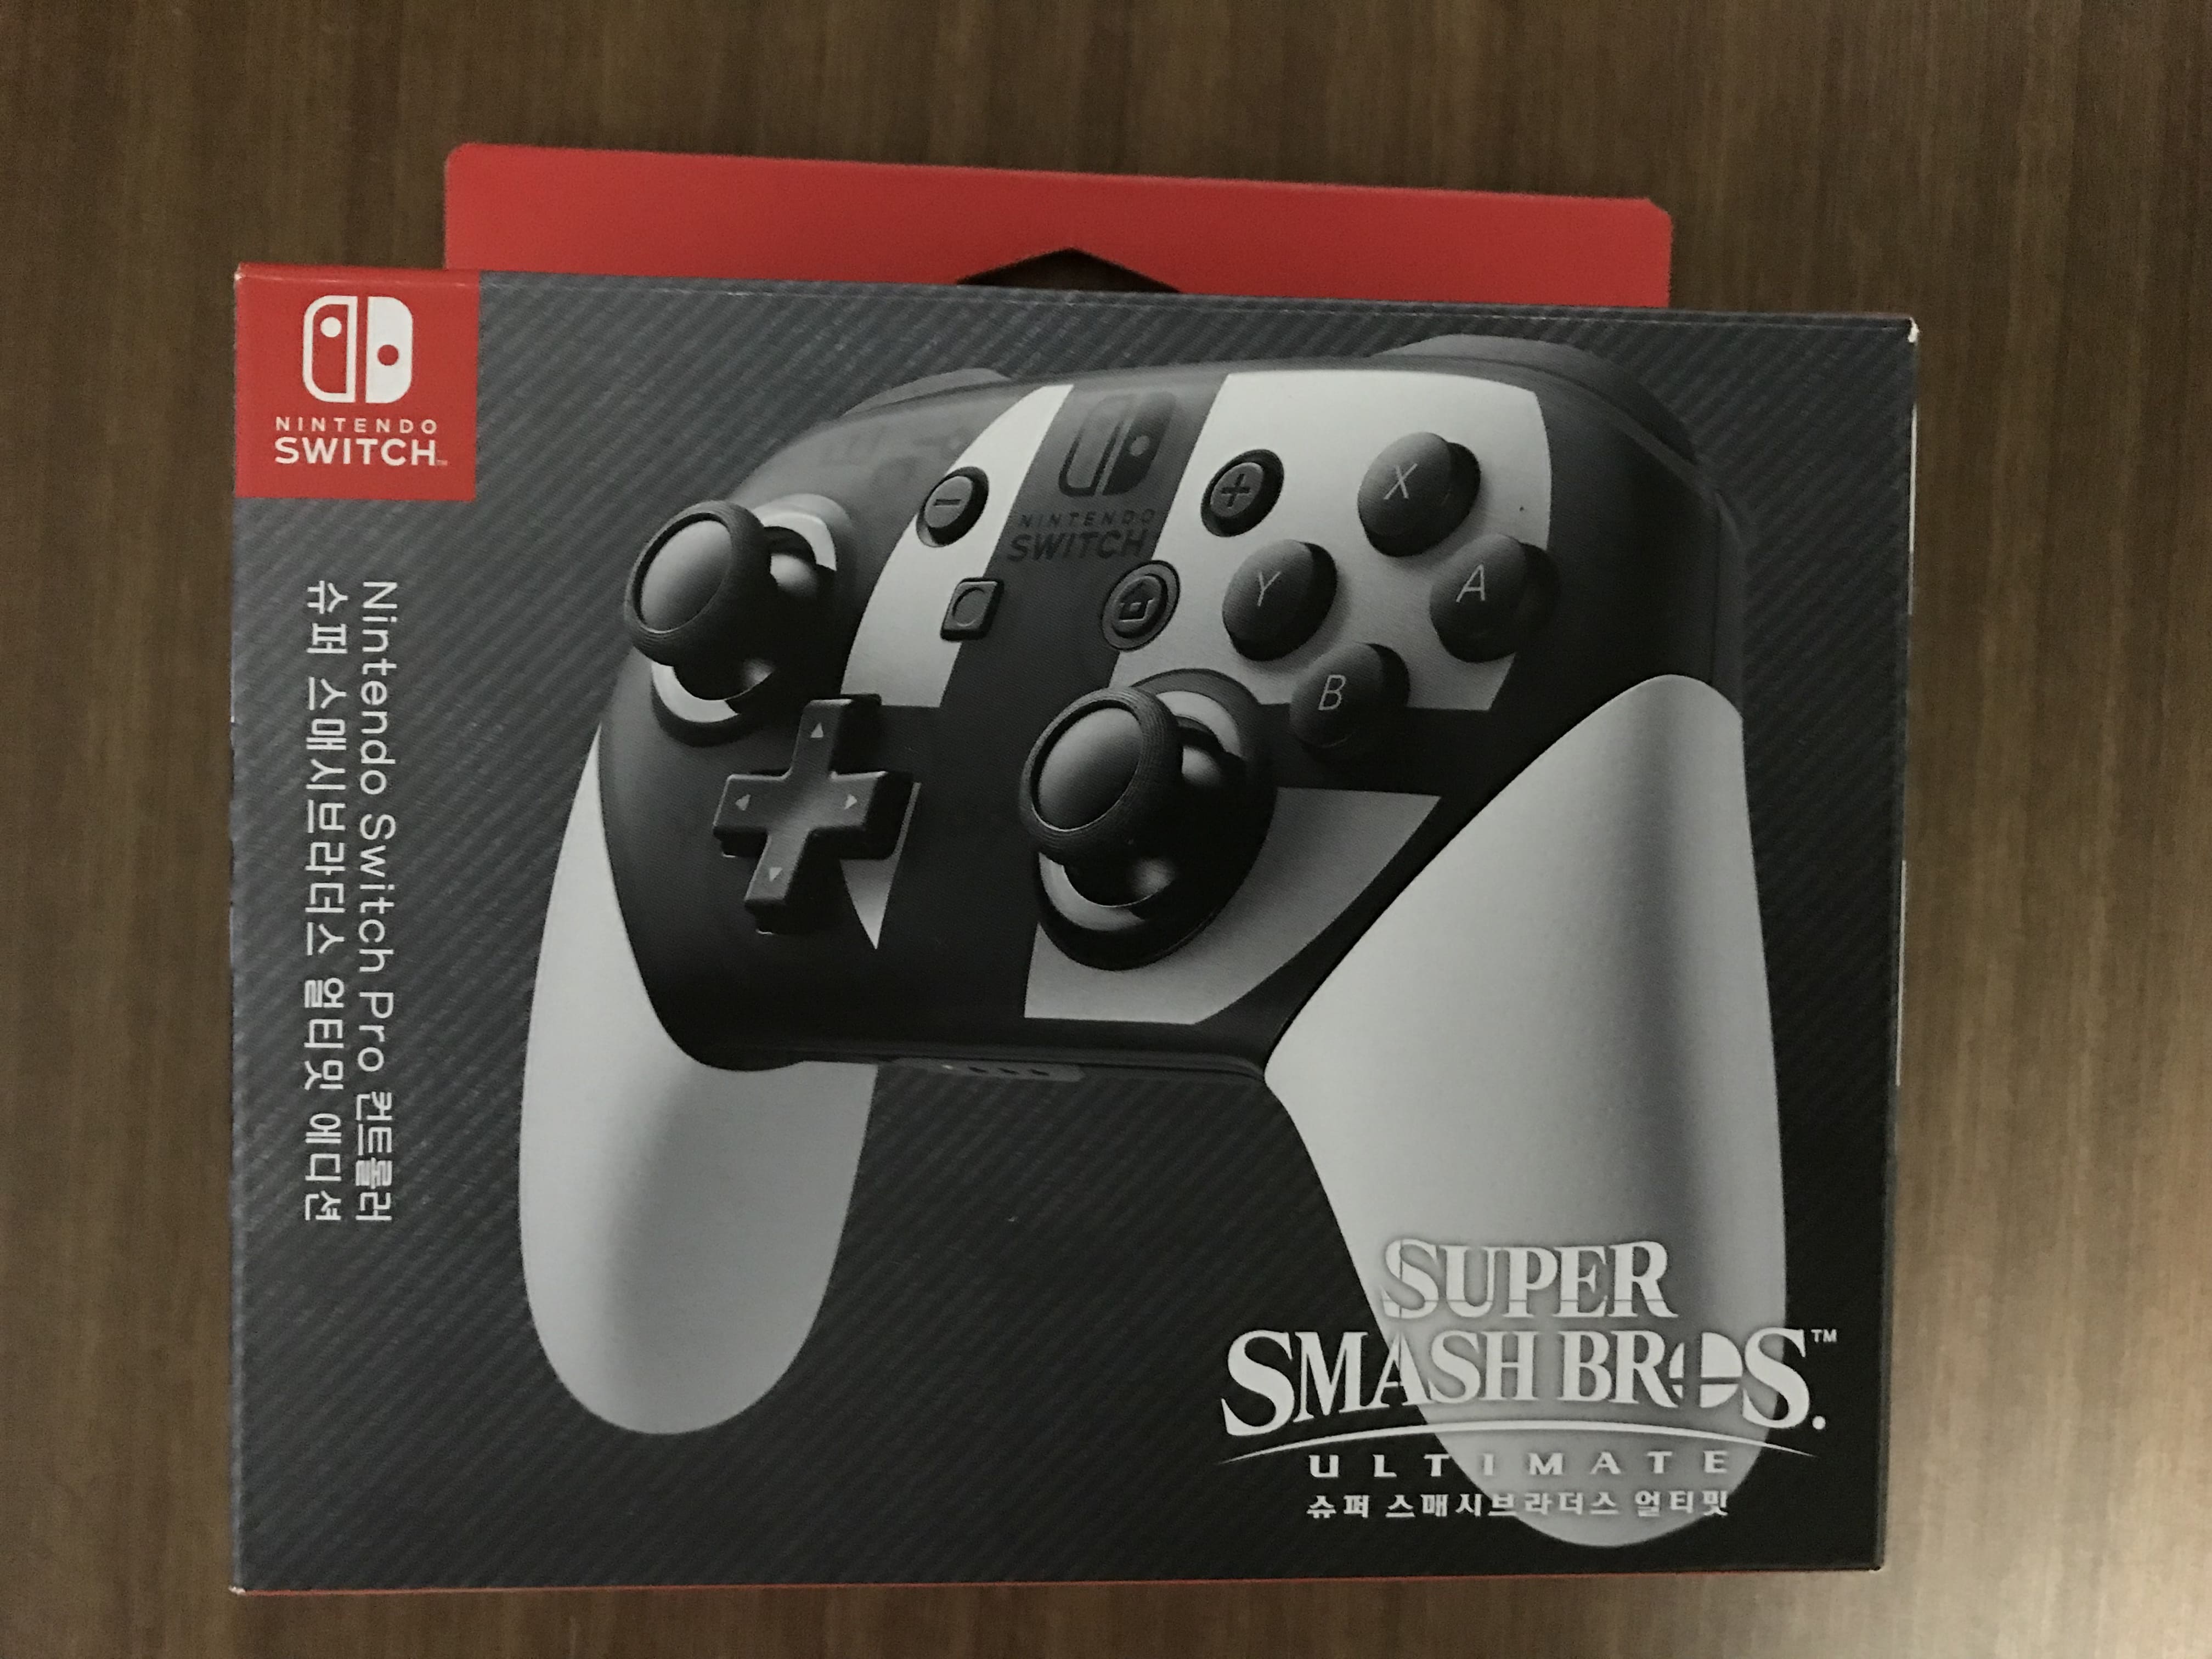 NINTENDO
SWITCH™
Nintendo Switch Pro 컨트롤러
슈퍼 스매시브라더스 얼티밋 에디션
NINTENDO
SWITCH
X
Y
A
B
SUPER
SMASH BROS.™
ULTIMATE
슈퍼 스매시브라더스 얼티밋